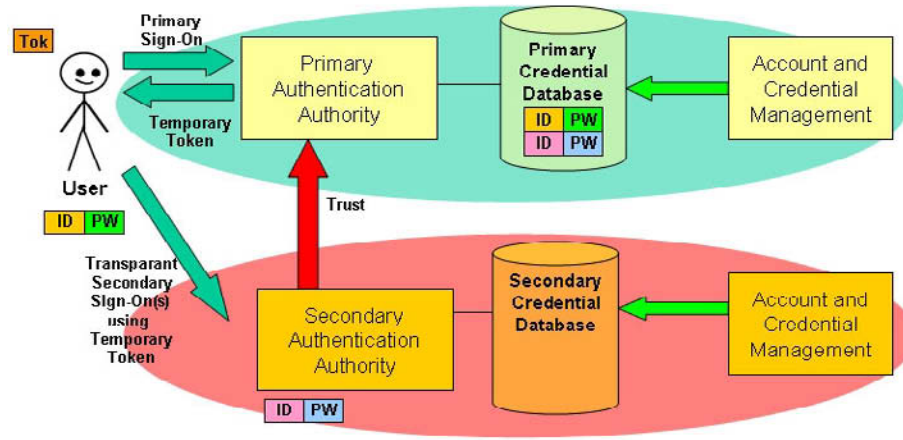 Tok
Primary
Sign-On
Temporary
Token
User
ID PW
Primary
Authentication
Authority
Primary
Credential
Database
ID PW
ID PW
Account and
Credential
Management
Trust
Transparant
Secondary
SIgn-On(s)
using
Temporary
Token
Secondary
Authentication
Authority
ID PW
Secondary
Credential
Database
Account and
Credential
Management